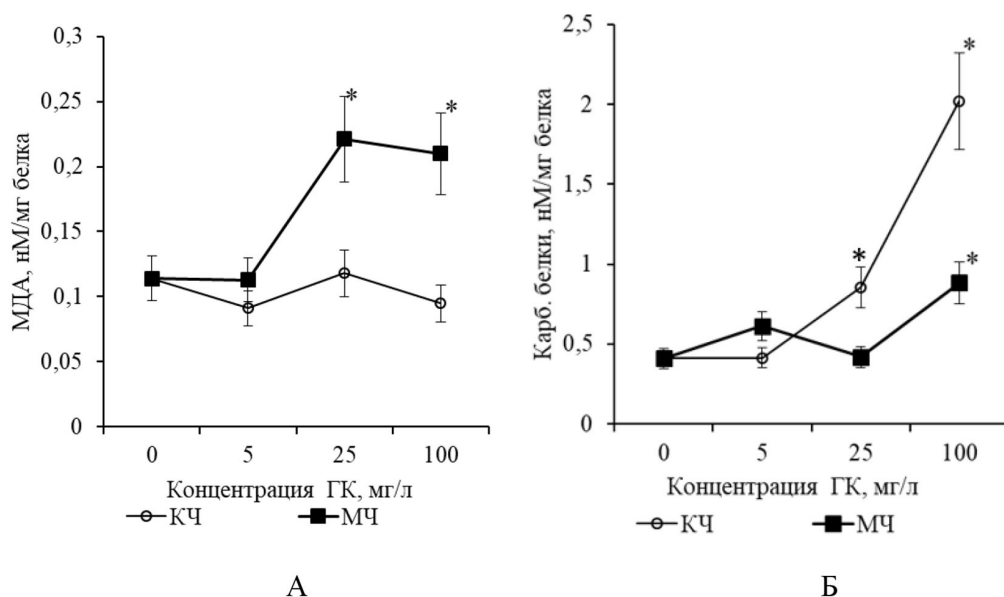 МДА, нМ/мг белка
0,3
0,25
0,2
0,15
0,1
0,05
0
* *
0 5 25 100
Концентрация ГК, мг/л
КЧ МЧ
А
Карб. белки, нМ/мг белка
2,5
2
1,5
1
0,5
0
*
*
*
0 5 25 100
Концентрация ГК, мг/л
КЧ МЧ
Б